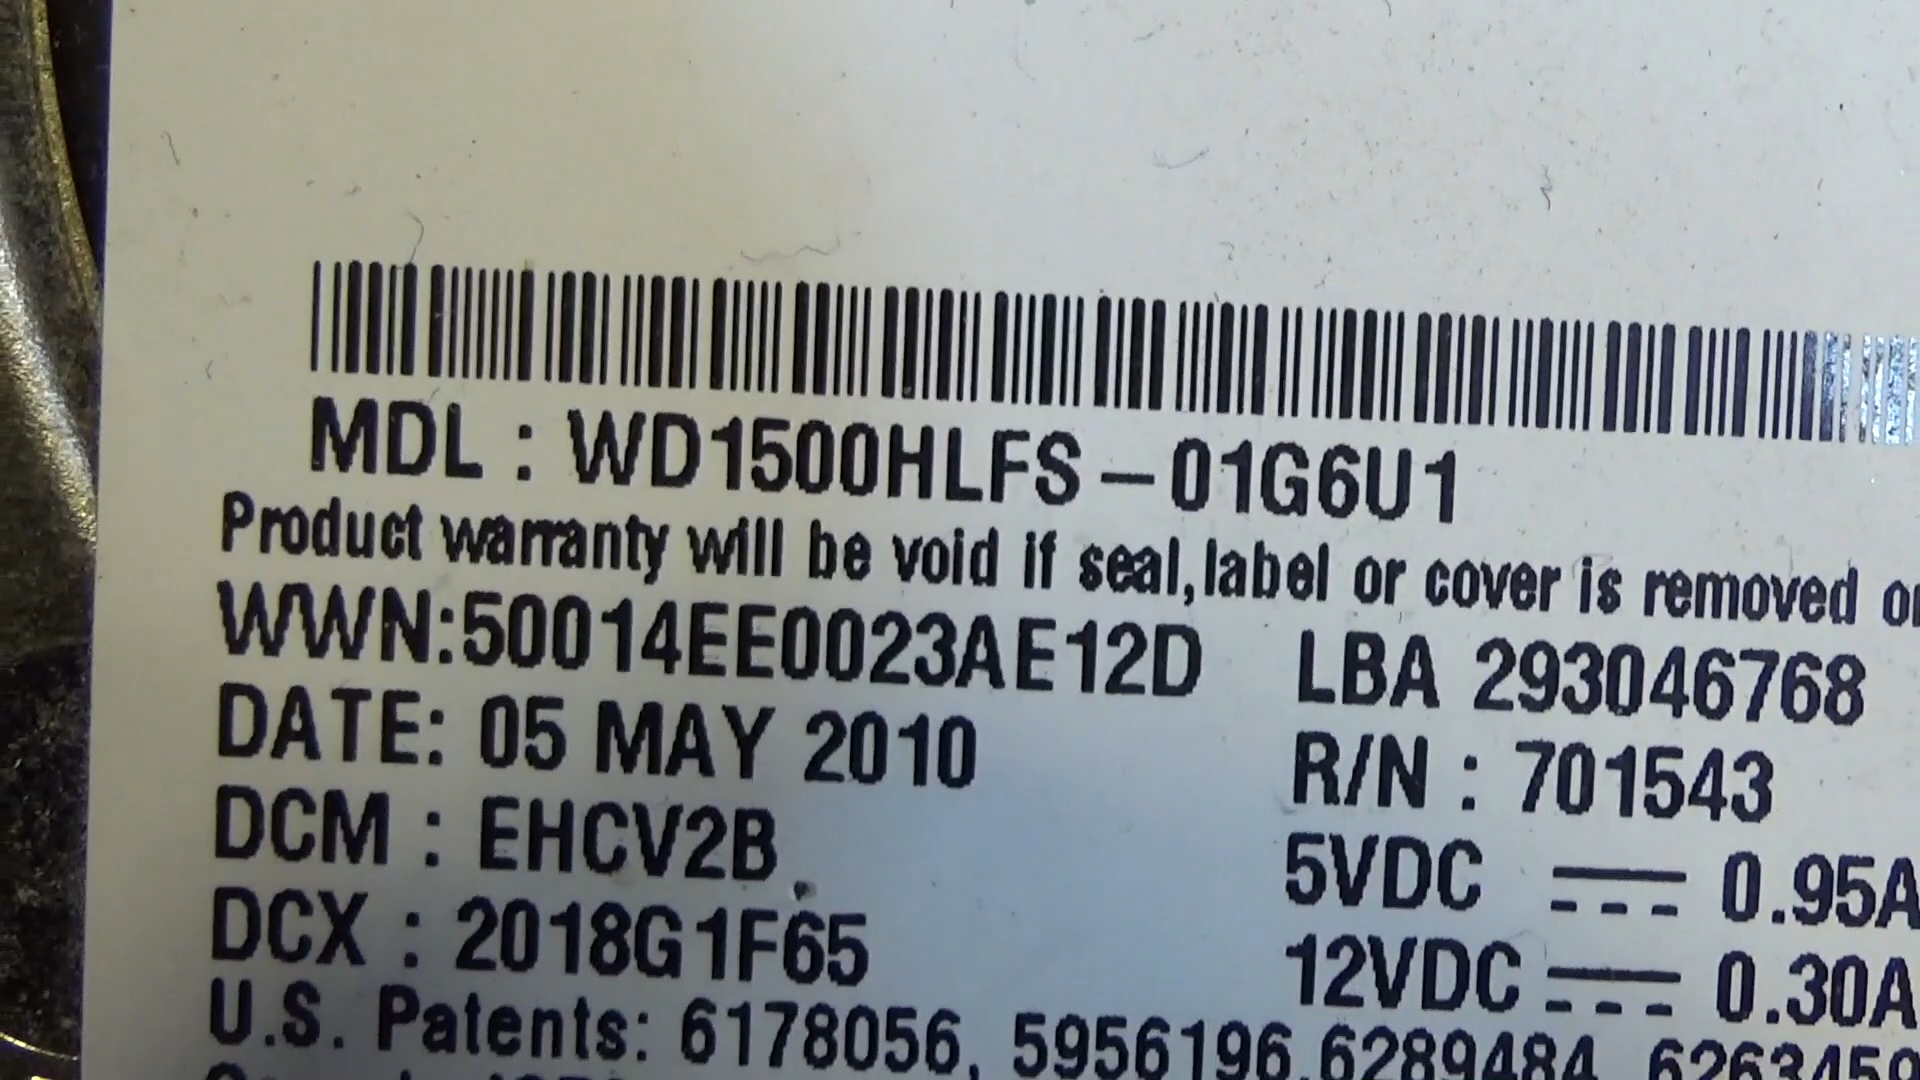 MDL : WD1500HLFS-01G6U1
Product warranty will be void if seal, label or cover is removed
WWN:50014EE0023AE12D LBA 293046768
DATE: 05 MAY 2010 R/N : 701543
DCM : EHCV2B 5VDC 0.95A
DCX : 2018G1F65 12VDC 0.30A
U.S. Patents: 6178056, 5956196,6289484, 6263459